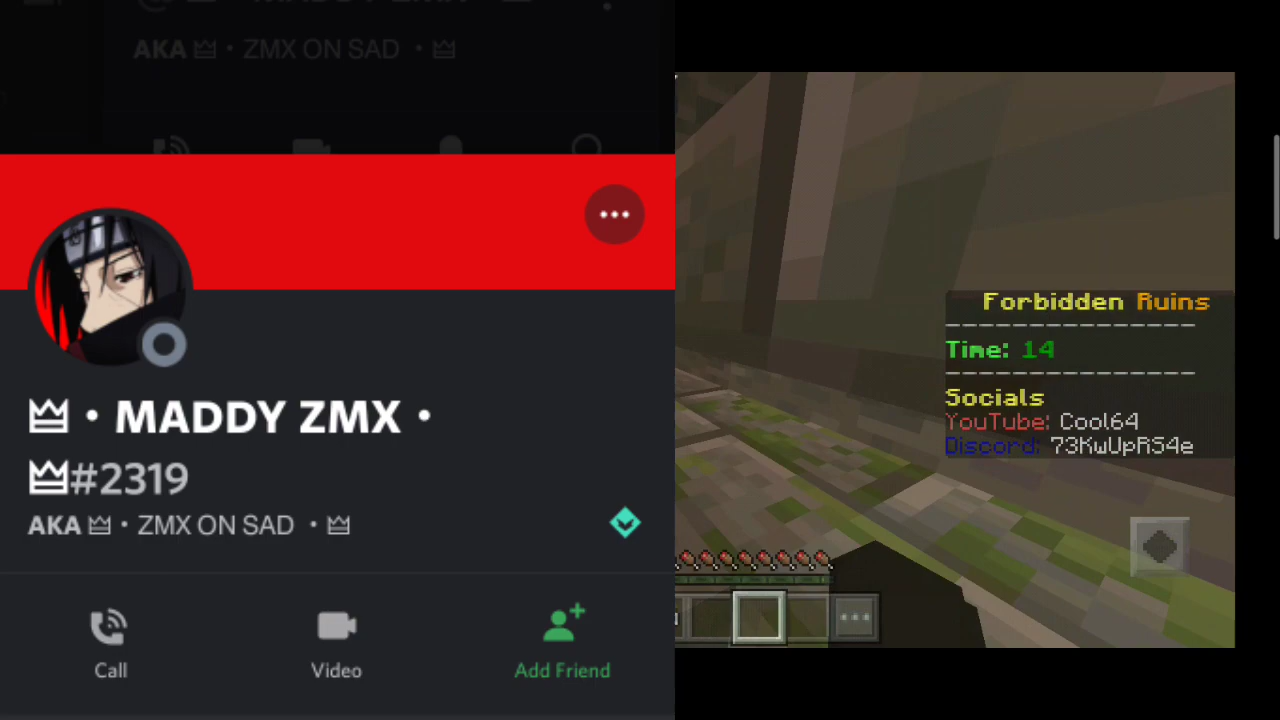 AKA 👑 • ZMX ON SAD • 👑
👑 • MADDY ZMX •
👑#2319
AKA 👑 • ZMX ON SAD • 👑
Call
Video
Add Friend
Forbidden Ruins
Time: 14
Socials
YouTube: Cool64
Discord: 73KwUpRS4e